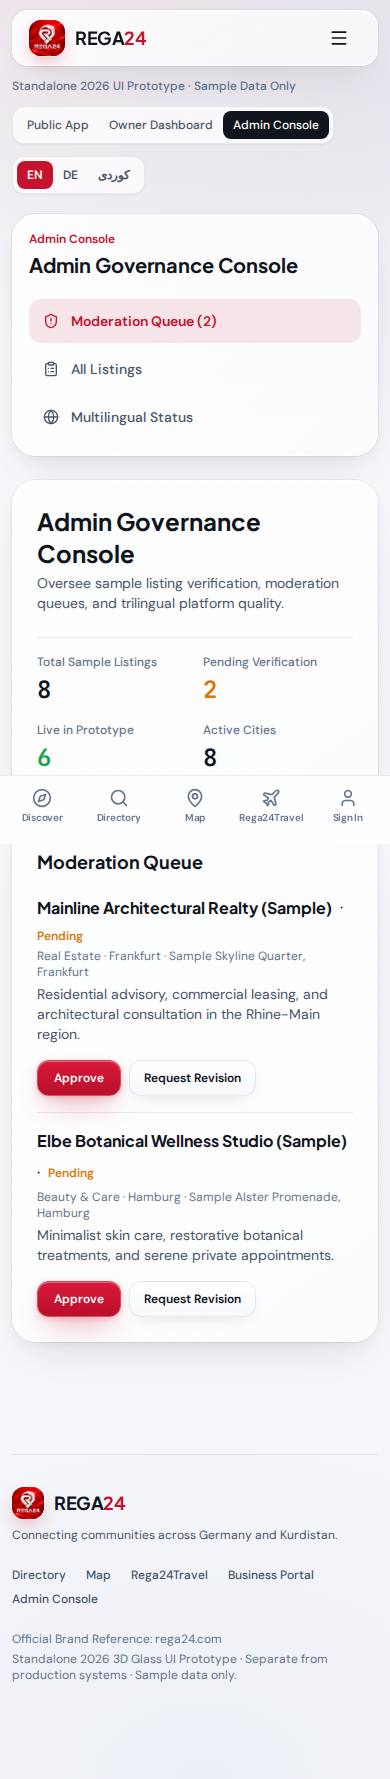 REGA24
REGA24
Standalone 2026 UI Prototype · Sample Data Only
Public App
Owner Dashboard
Admin Console
EN
DE
کوردی
Admin Console
Admin Governance Console
Moderation Queue (2)
All Listings
Multilingual Status
Admin Governance
Console
Oversee sample listing verification, moderation
queues, and trilingual platform quality.
Total Sample Listings
8
Pending Verification
2
Live in Prototype
6
Active Cities
8
Discover
Directory
Map
Rega24Travel
Sign In
Moderation Queue
Mainline Architectural Realty (Sample) ·
Pending
Real Estate · Frankfurt · Sample Skyline Quarter,
Frankfurt
Residential advisory, commercial leasing, and
architectural consultation in the Rhine-Main
region.
Approve
Request Revision
Elbe Botanical Wellness Studio (Sample)
· Pending
Beauty & Care · Hamburg · Sample Alster Promenade,
Hamburg
Minimalist skin care, restorative botanical
treatments, and serene private appointments.
Approve
Request Revision
REGA24
REGA24
Connecting communities across Germany and Kurdistan.
Directory
Map
Rega24Travel
Business Portal
Admin Console
Official Brand Reference: rega24.com
Standalone 2026 3D Glass UI Prototype · Separate from
production systems · Sample data only.